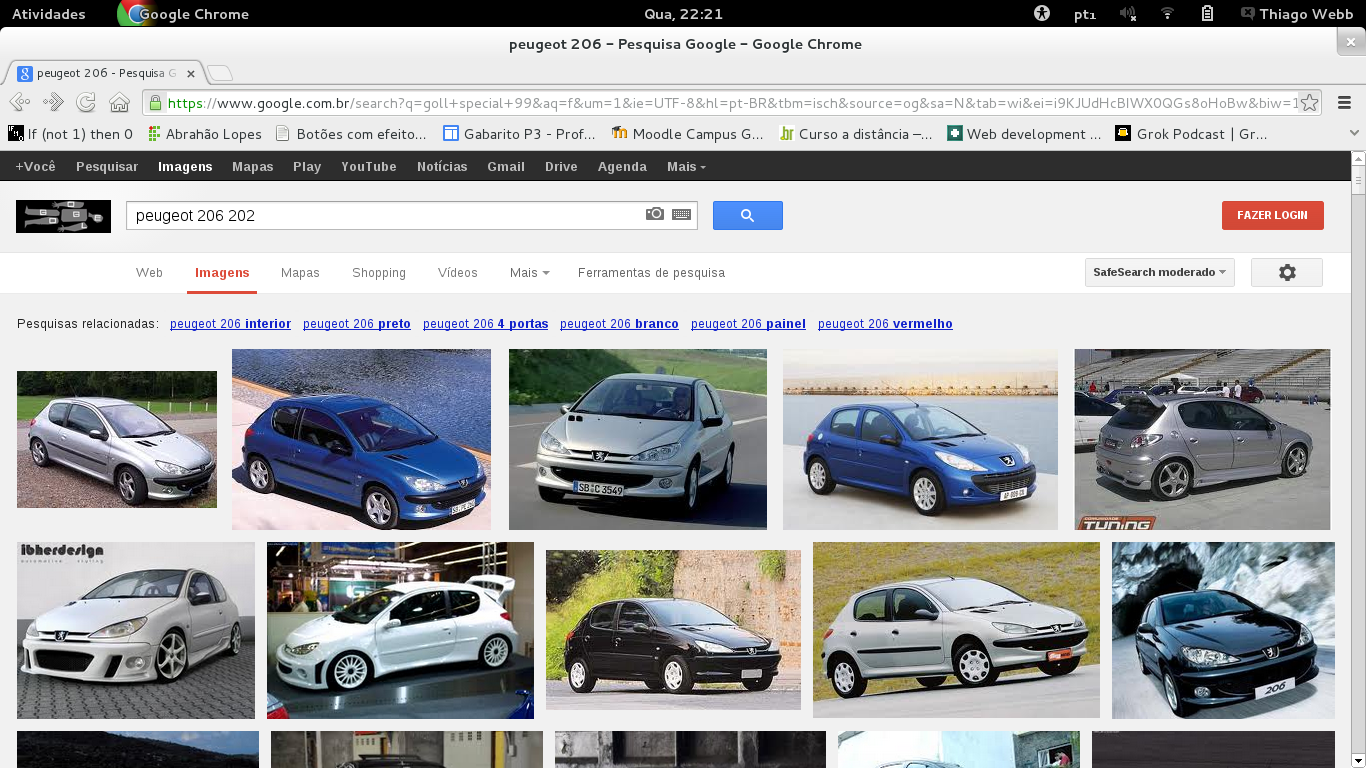 Atividades Google Chrome Qua, 22:21 pt₁ Thiago Webb
peugeot 206 - Pesquisa Google - Google Chrome
peugeot 206 - Pesquisa G
https://www.google.com.br/search?q=goll+special+99&aq=f&um=1&ie=UTF-8&hl=pt-BR&tbm=isch&source=og&sa=N&tab=wi&ei=i9KJUdHcBIWX0QGs8oHoBw&biw=1
If (not 1) then 0 Abrahão Lopes Botões com efeito... Gabarito P3 - Prof... Moodle Campus G... Curso a distância —... Web development ... Grok Podcast | Gr...
+Você Pesquisar Imagens Mapas Play YouTube Notícias Gmail Drive Agenda Mais
peugeot 206 202 FAZER LOGIN
Web Imagens Mapas Shopping Vídeos Mais Ferramentas de pesquisa SafeSearch moderado
Pesquisas relacionadas: peugeot 206 interior peugeot 206 preto peugeot 206 4 portas peugeot 206 branco peugeot 206 painel peugeot 206 vermelho
SB C 3549
TUNING
ibherdesign
automotive styling
206